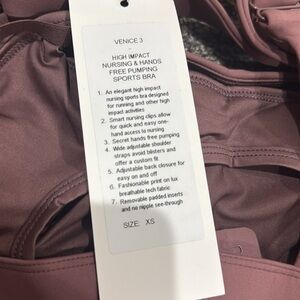 VENICE 3
-
HIGH IMPACT
NURSING & HANDS
FREE PUMPING
SPORTS BRA
1. An elegant high impact
nursing sports bra designed
for running and other high
impact activities
2. Smart nursing clips allow
for quick and easy one-
hand access to nursing
3. Secret hands free pumping
4. Wide adjustable shoulder
straps avoid blisters and
offer a custom fit
5. Adjustable back closure for
easy on and off
6. Fashionable print on lux
breathable tech fabric
7. Removable padded inserts
and no nipple see-through
SIZE: XS